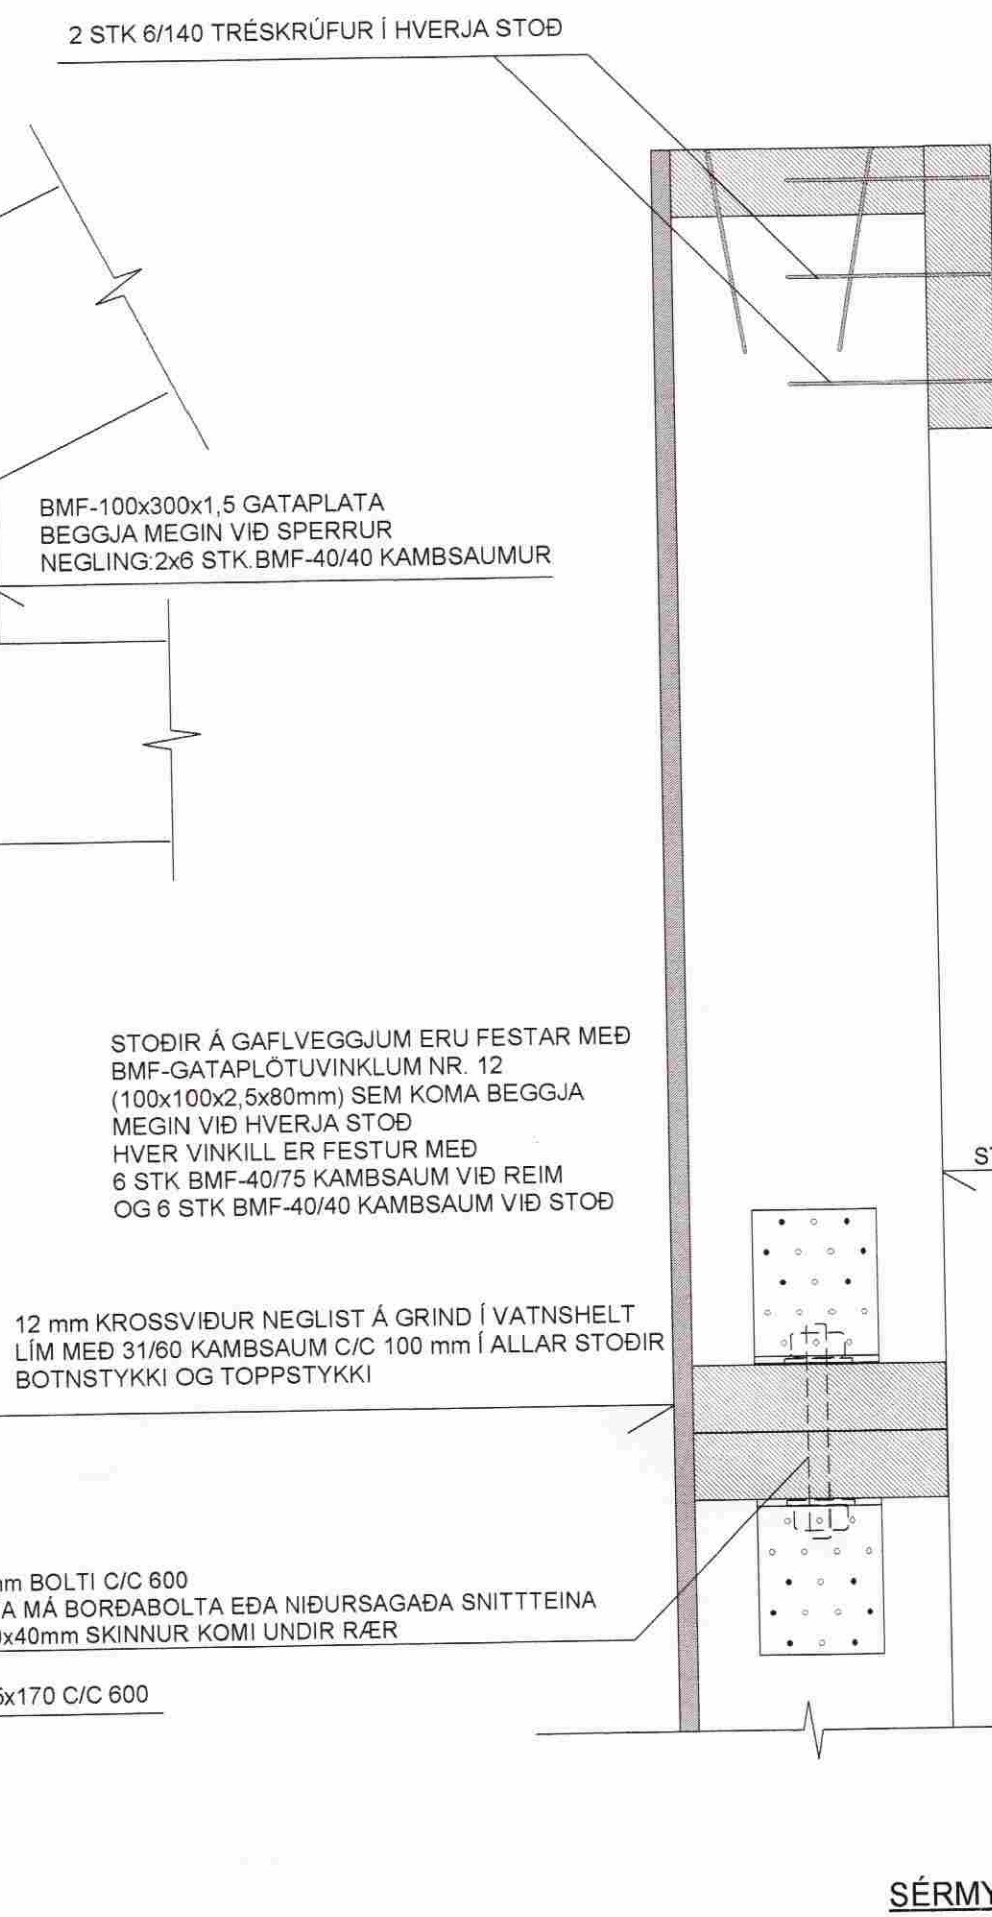 2 STK 6/140 TRÉSKRÚFUR Í HVERJA STOÐ
BMF-100x300x1,5 GATAPLATA
BEGGJA MEGIN VIÐ SPERRUR
NEGLING:2x6 STK.BMF-40/40 KAMBSAUMUR
STOÐIR Á GAFLVEGGJUM ERU FESTAR MEÐ
BMF-GATAPLÖTUVINKLUM NR. 12
(100x100x2,5x80mm) SEM KOMA BEGGJA
MEGIN VIÐ HVERJA STOÐ
HVER VINKILL ER FESTUR MEÐ
6 STK BMF-40/75 KAMBSAUM VIÐ REIM
OG 6 STK BMF-40/40 KAMBSAUM VIÐ STOÐ
12 mm KROSSVIÐUR NEGLIST Á GRIND Í VATNSHELT
LÍM MEÐ 31/60 KAMBSAUM C/C 100 mm Í ALLAR STOÐIR
BOTNSTYKKI OG TOPPSTYKKI
BOLTI C/C 600
MÁ BORÐABOLTA EÐA NIÐURSAGAÐA SNITTTEINA
x40mm SKINNUR KOMI UNDIR RÆR
x170 C/C 600